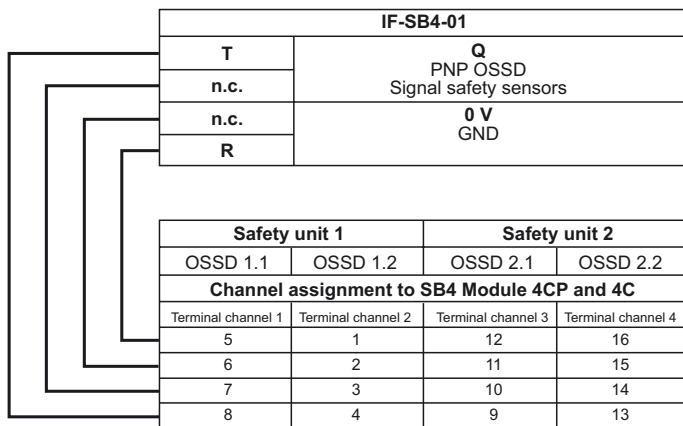 IF-SB4-01
T
Q
PNP OSSD
Signal safety sensors
n.c.
n.c.
0 V
GND
R
Safety unit 1 Safety unit 2
OSSD 1.1 OSSD 1.2 OSSD 2.1 OSSD 2.2
Channel assignment to SB4 Module 4CP and 4C
Terminal channel 1 Terminal channel 2 Terminal channel 3 Terminal channel 4
5 1 12 16
6 2 11 15
7 3 10 14
8 4 9 13